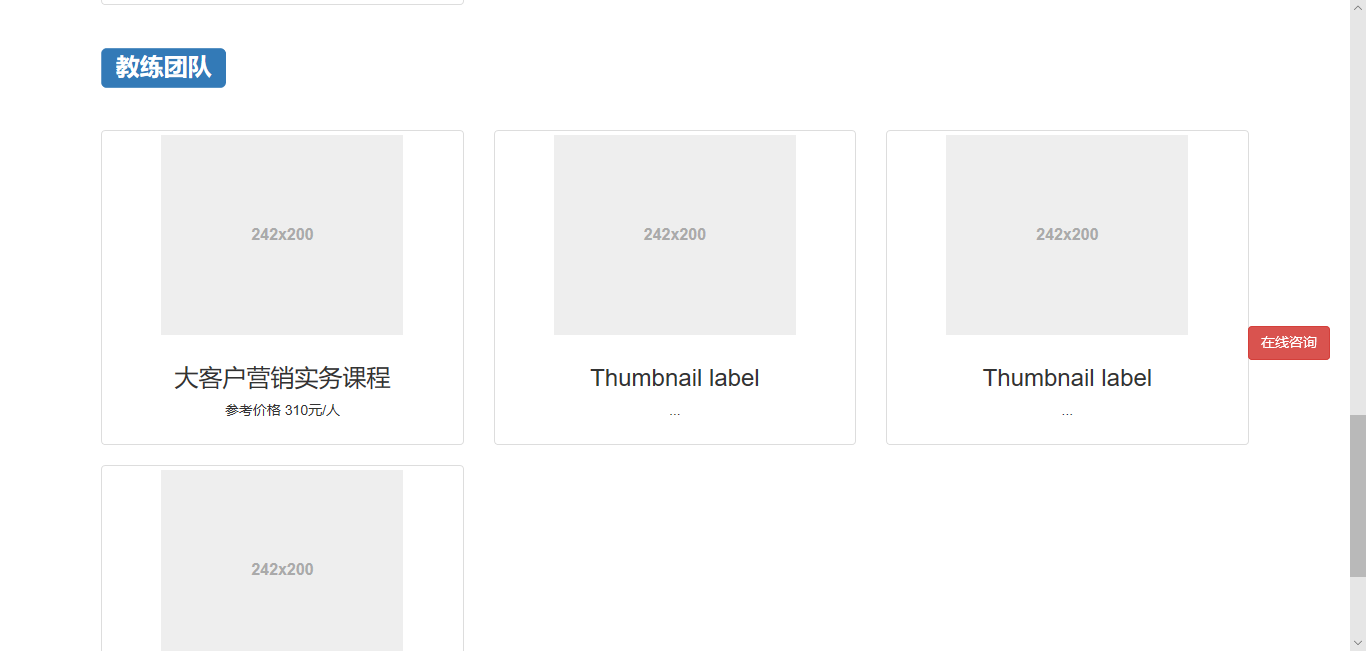 教练团队
242x200
242x200
242x200
大客户营销实务课程
Thumbnail label
Thumbnail label
参考价格 310元/人
...
...
在线咨询
242x200